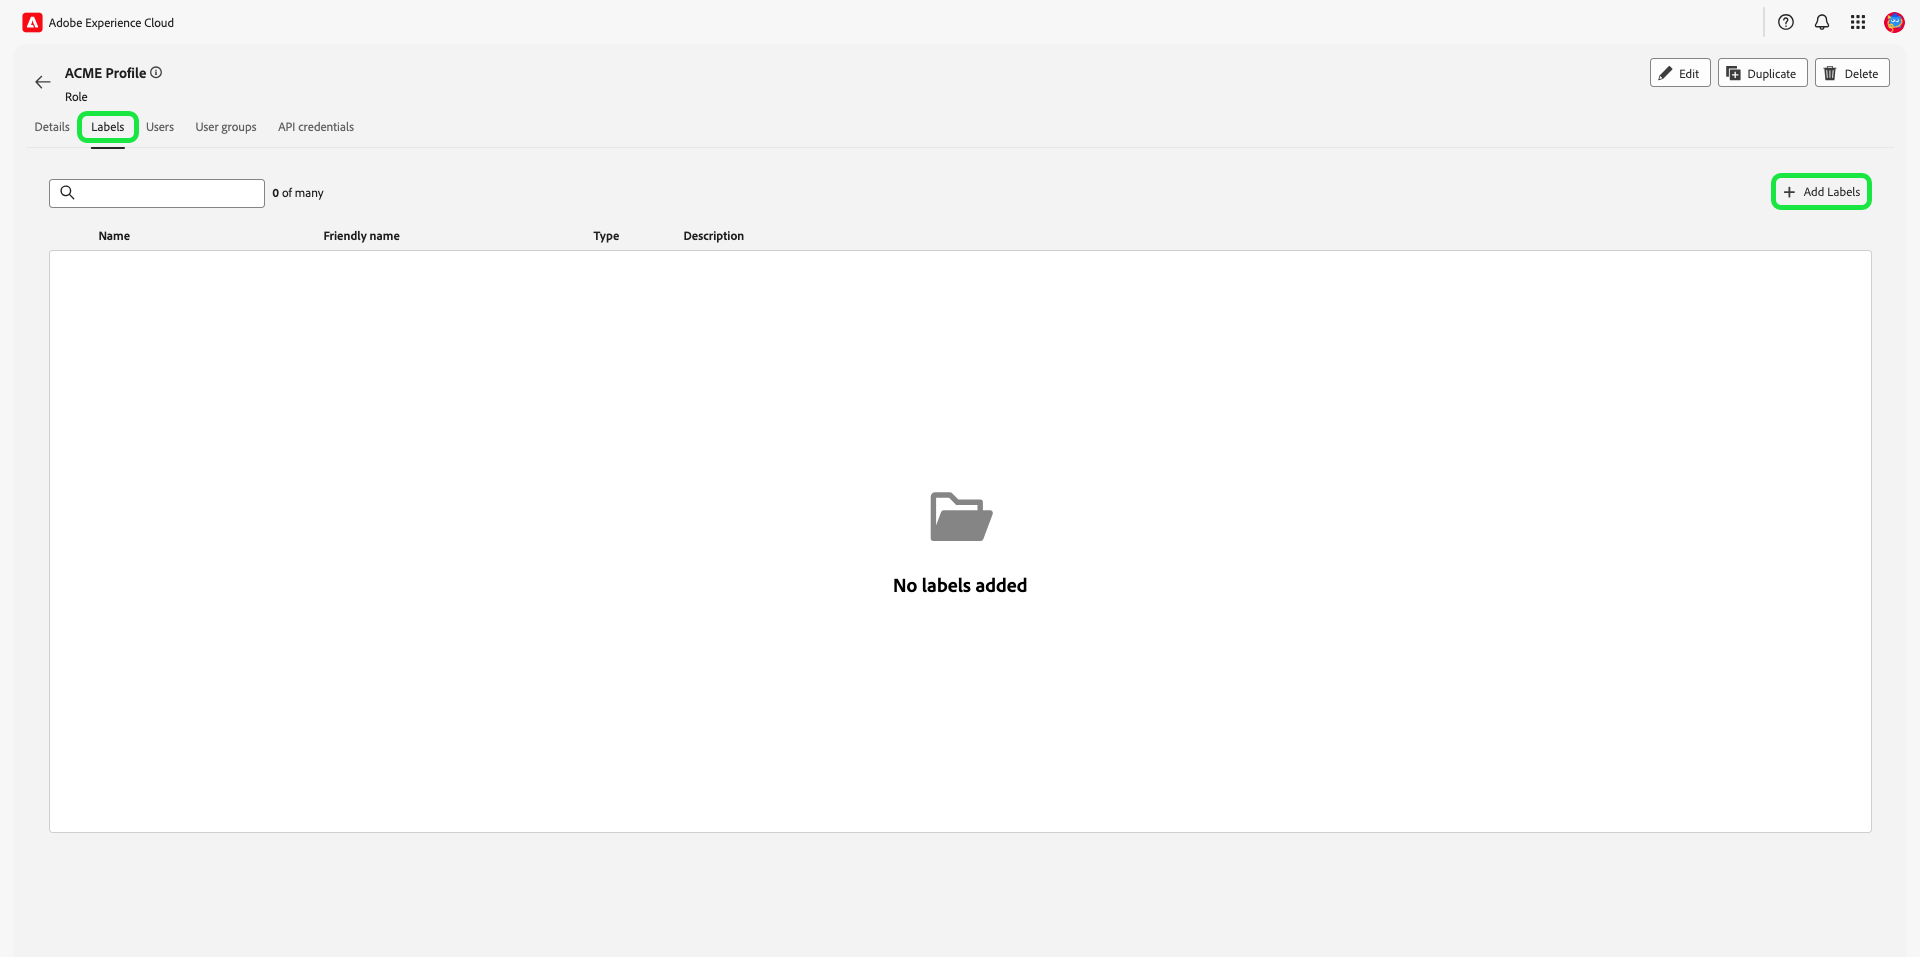 Adobe Experience Cloud
ACME Profile
Role
Edit
Duplicate
Delete
Details
Labels
Users
User groups
API credentials
0 of many
Add Labels
Name
Friendly name
Type
Description
No labels added